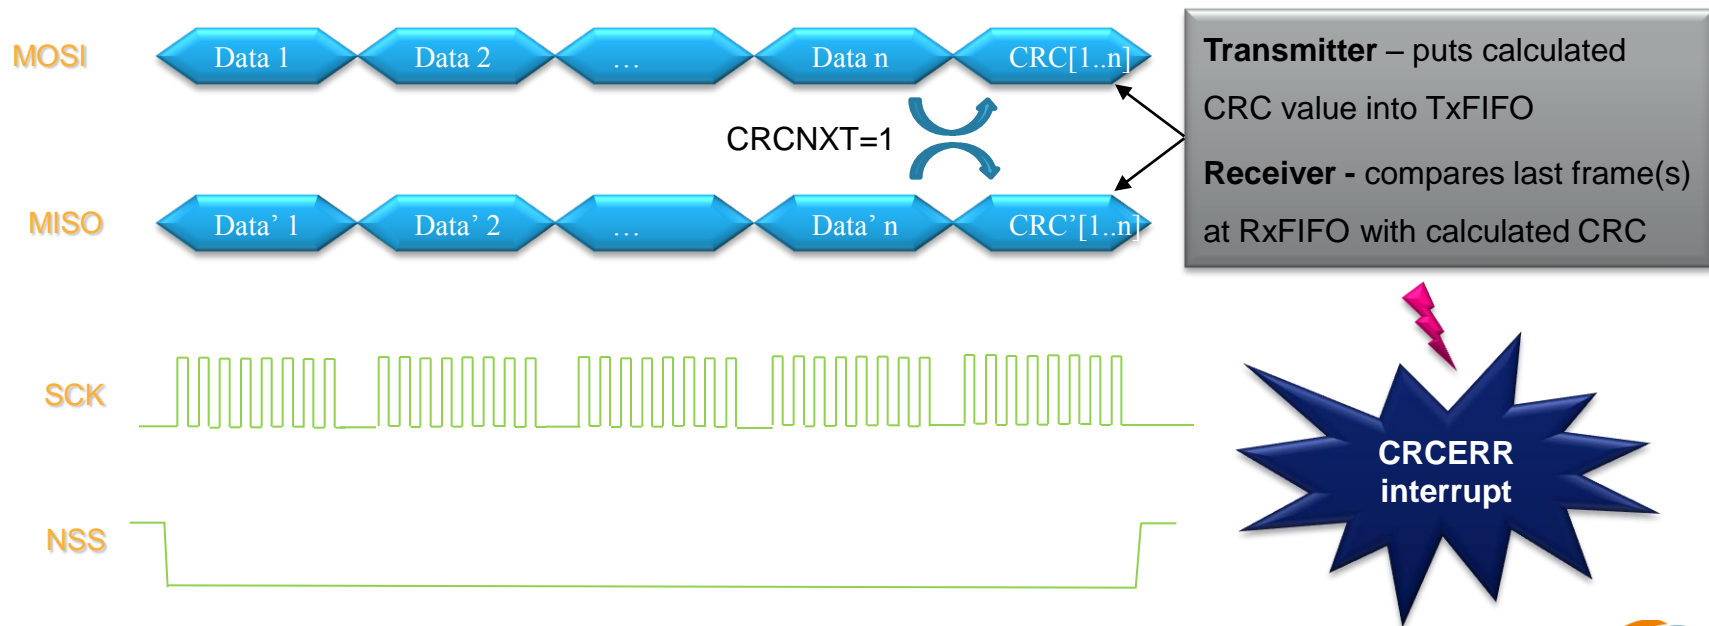 MOSI
Data 1
Data 2
…
Data n
CRC[1..n]
Transmitter – puts calculated
CRC value into TxFIFO
Receiver - compares last frame(s)
at RxFIFO with calculated CRC
CRCNXT=1
MISO
Data’ 1
Data’ 2
…
Data’ n
CRC’[1..n]
SCK
CRCERR
interrupt
NSS